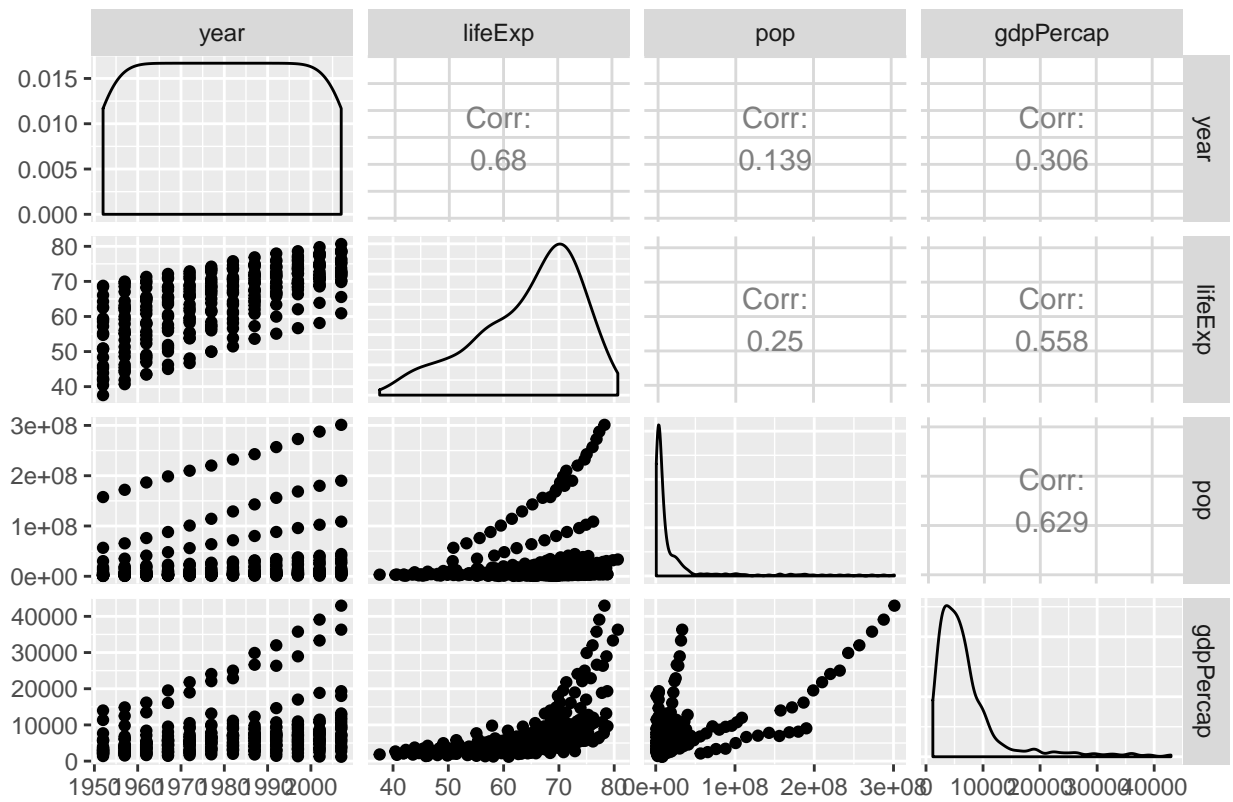 year lifeExp pop gdpPercap
0.015
0.010
0.005
0.000
Corr:
0.68
Corr:
0.139
Corr:
0.306
year
80
70
60
50
40
Corr:
0.25
Corr:
0.558
lifeExp
3e+08
2e+08
1e+08
0e+00
Corr:
0.629
pop
40000
30000
20000
10000
0
gdpPercap
1950 1960 1970 1980 1990 2000 40 50 60 70 80 0e+00 1e+08 2e+08 3e+08 0 10000 20000 30000 40000